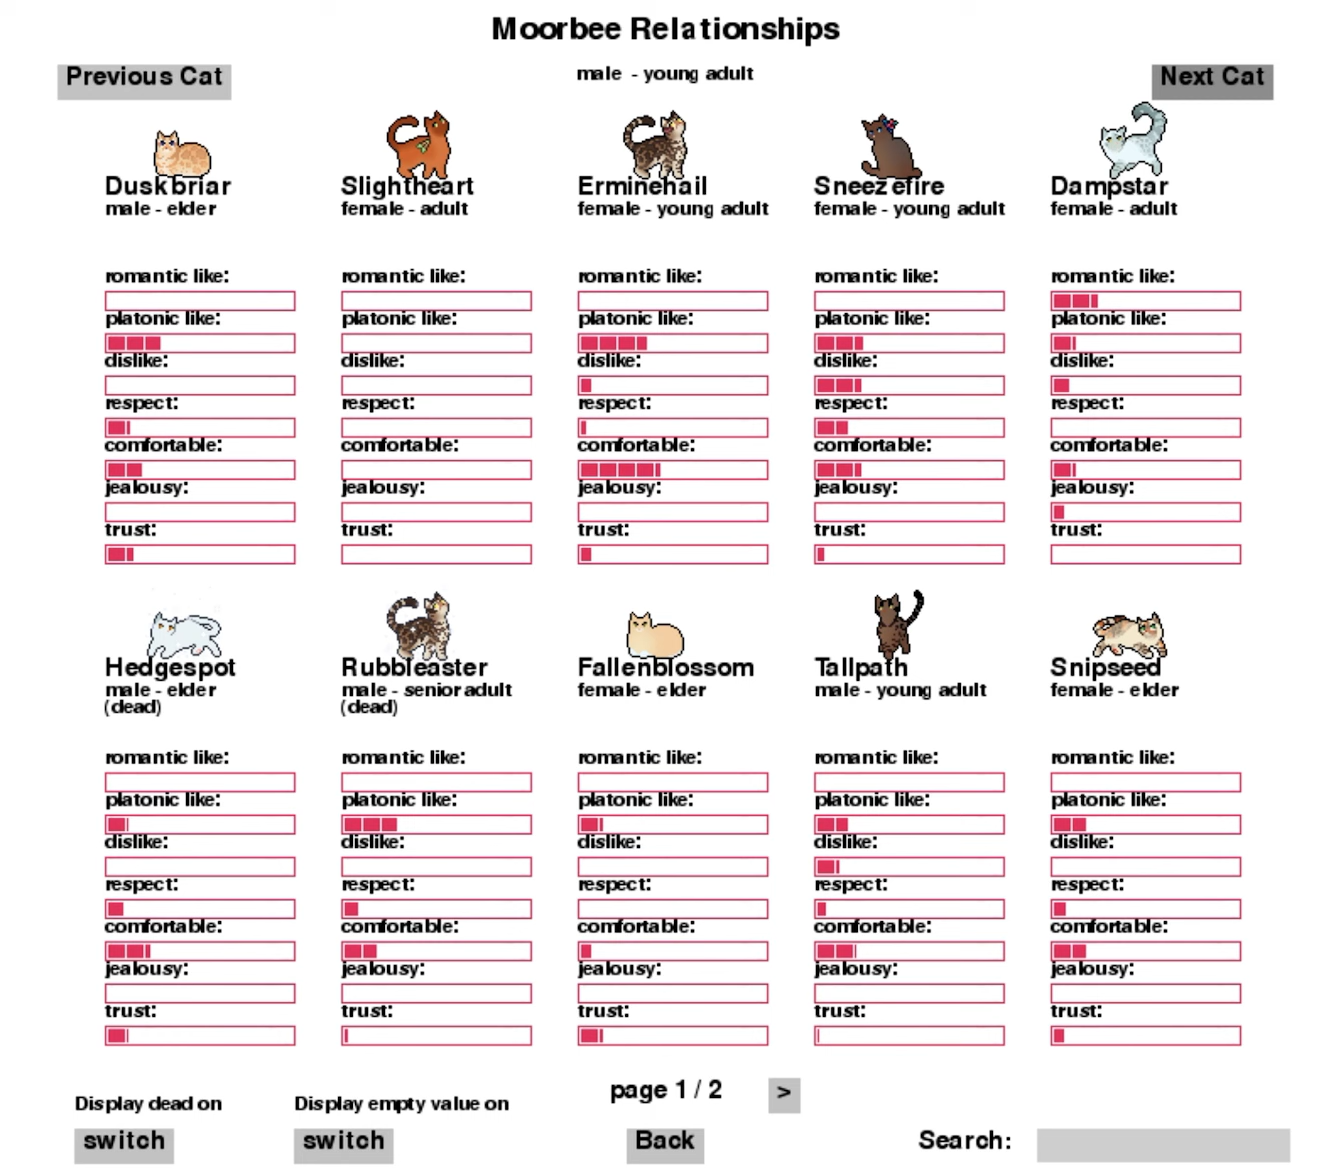 Moorbee Relationships
Previous Cat
male - young adult
Next Cat
Duskbriar Slightheart Erminehail Sneezefire Dampstar
male - elder female - adult female - young adult female - young adult female - adult
romantic like: romantic like: romantic like: romantic like: romantic like:
platonic like: platonic like: platonic like: platonic like: platonic like:
dislike: dislike: dislike: dislike: dislike:
respect: respect: respect: respect: respect:
comfortable: comfortable: comfortable: comfortable: comfortable:
jealousy: jealousy: jealousy: jealousy: jealousy:
trust: trust: trust: trust: trust:
Hedgespot Rubbleaster Fallenblossom Tallpath Snipseed
male - elder male - senior adult female - elder male - young adult female - elder
(dead) (dead)
romantic like: romantic like: romantic like: romantic like: romantic like:
platonic like: platonic like: platonic like: platonic like: platonic like:
dislike: dislike: dislike: dislike: dislike:
respect: respect: respect: respect: respect:
comfortable: comfortable: comfortable: comfortable: comfortable:
jealousy: jealousy: jealousy: jealousy: jealousy:
trust: trust: trust: trust: trust:
page 1 / 2 >
Display dead on Display empty value on
switch switch Back Search: